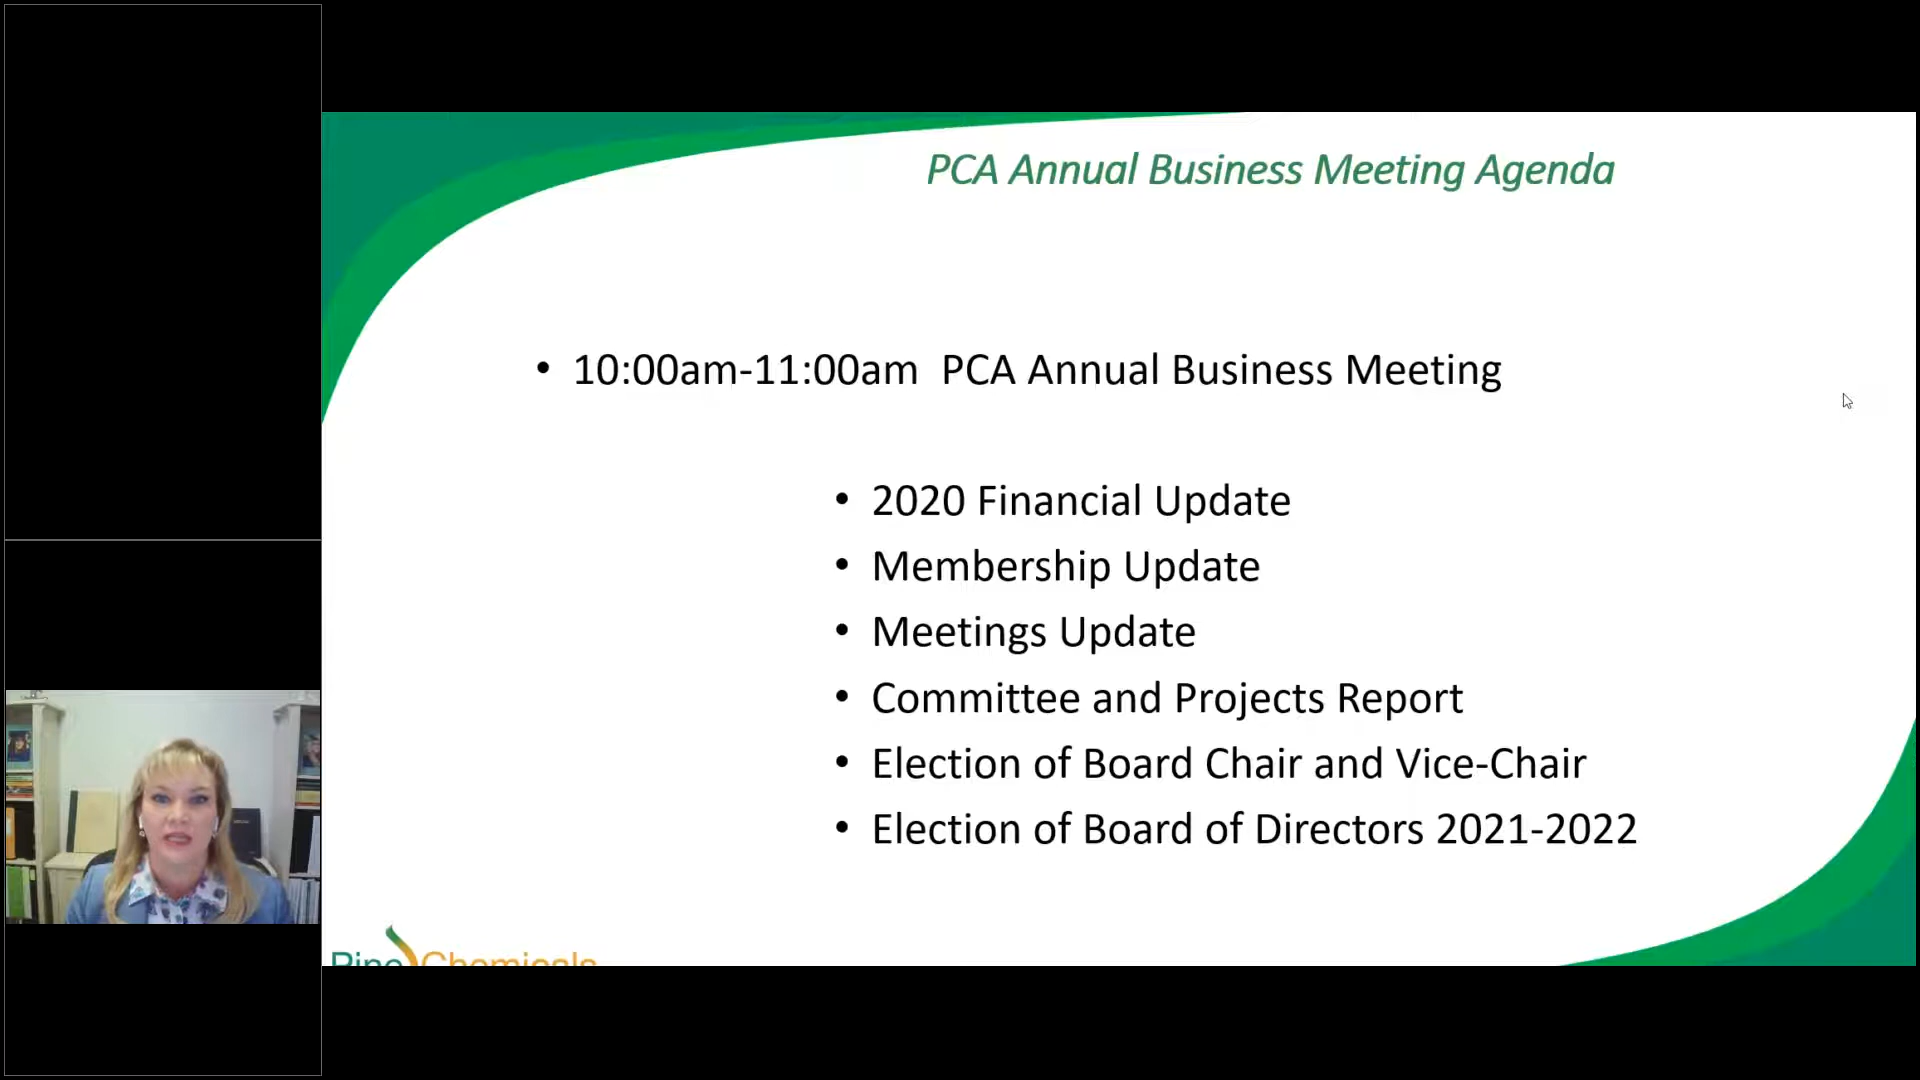 PCA Annual Business Meeting Agenda
• 10:00am-11:00am PCA Annual Business Meeting
• 2020 Financial Update
• Membership Update
• Meetings Update
• Committee and Projects Report
• Election of Board Chair and Vice-Chair
• Election of Board of Directors 2021-2022
Pine Chemicals